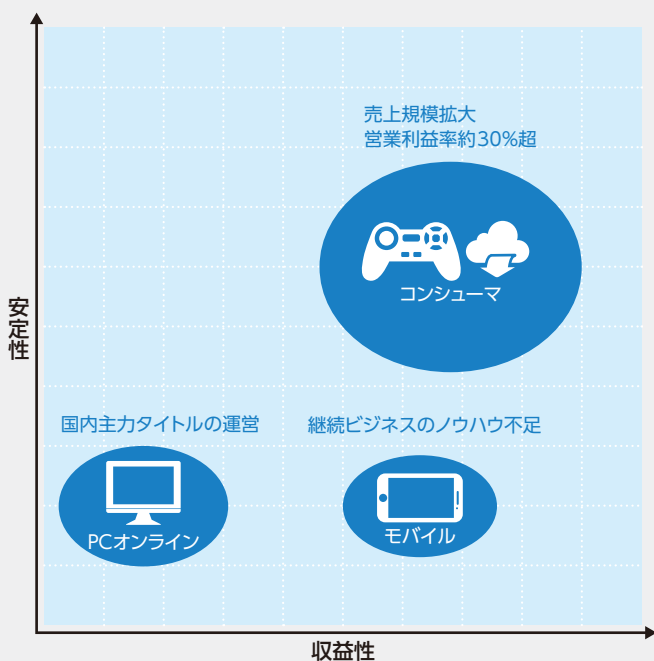 売上規模拡大
営業利益率約30%超
コンシューマ
安定性
国内主力タイトルの運営
継続ビジネスのノウハウ不足
PCオンライン
モバイル
収益性